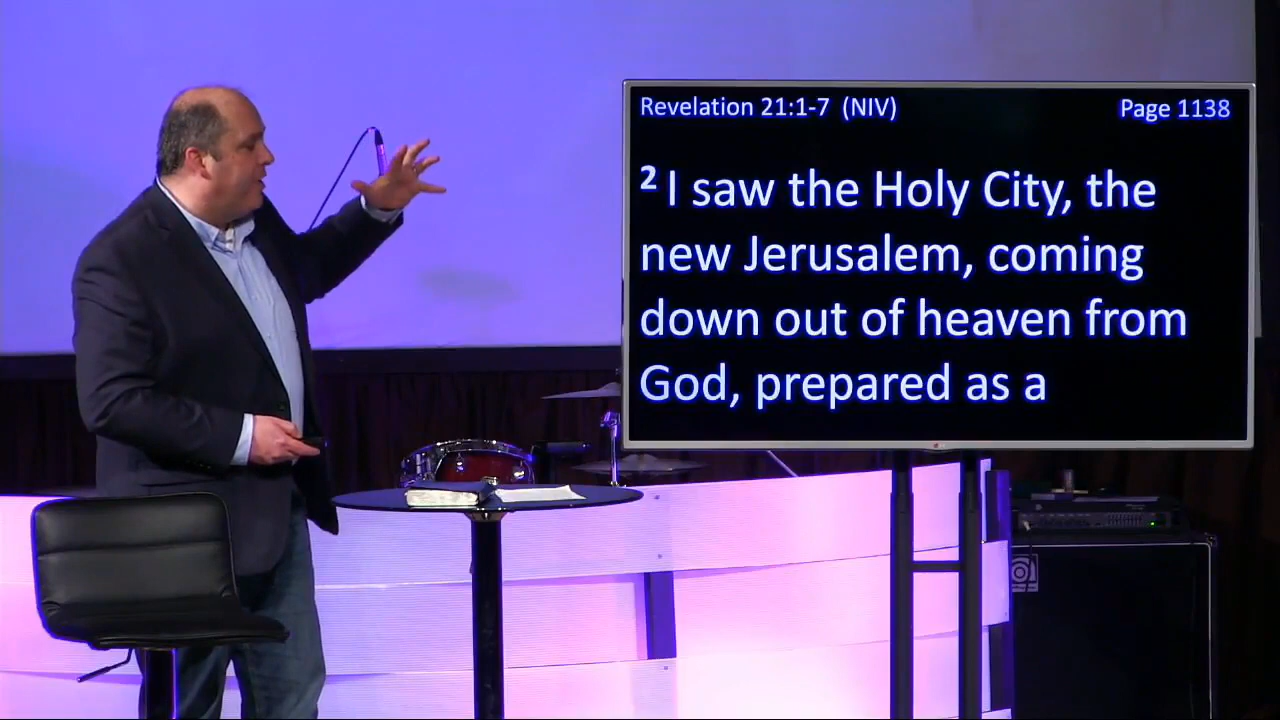 Revelation 21:1-7 (NIV) Page 1138
2 I saw the Holy City, the
new Jerusalem, coming
down out of heaven from
God, prepared as a